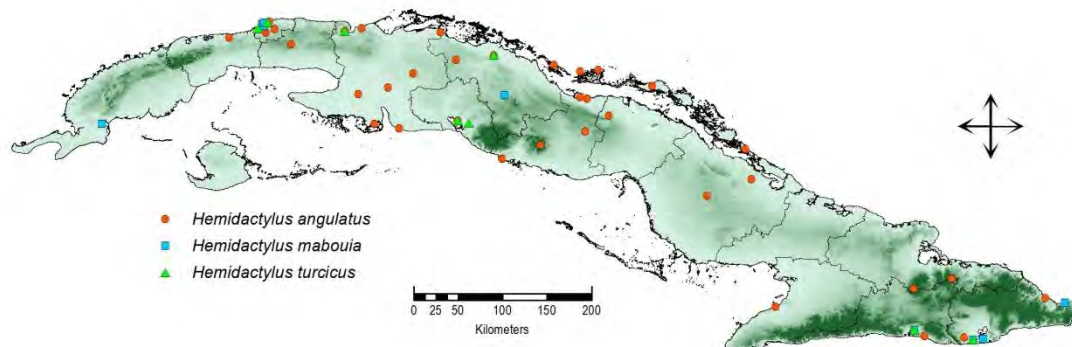 Hemidactylus angulatus
Hemidactylus mabouia
Hemidactylus turcicus
0 25 50 100 150 200
Kilometers